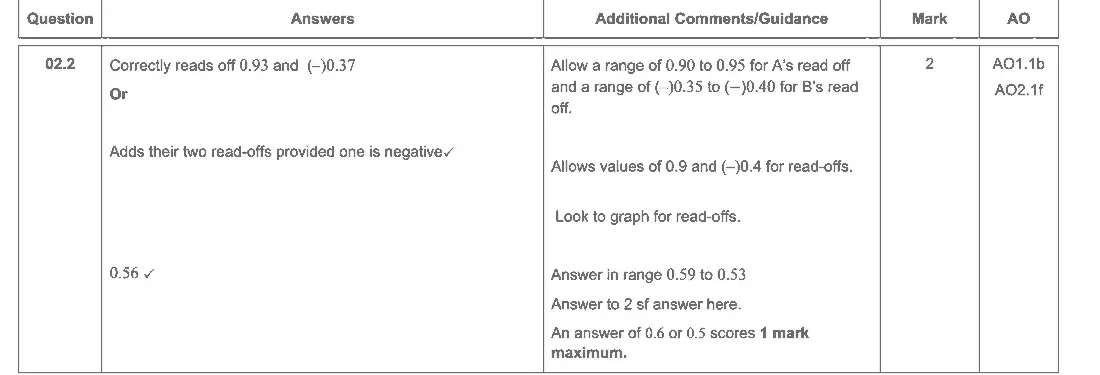 Question Answers Additional Comments/Guidance Mark AO
02.2 Correctly reads off 0.93 and (–)0.37 Allow a range of 0.90 to 0.95 for A's read off 2 AO1.1b
Or and a range of (–)0.35 to (–)0.40 for B's read AO2.1f
off.
Adds their two read-offs provided one is negative✓
Allows values of 0.9 and (–)0.4 for read-offs.
Look to graph for read-offs.
0.56 ✓ Answer in range 0.59 to 0.53
Answer to 2 sf answer here.
An answer of 0.6 or 0.5 scores 1 mark
maximum.